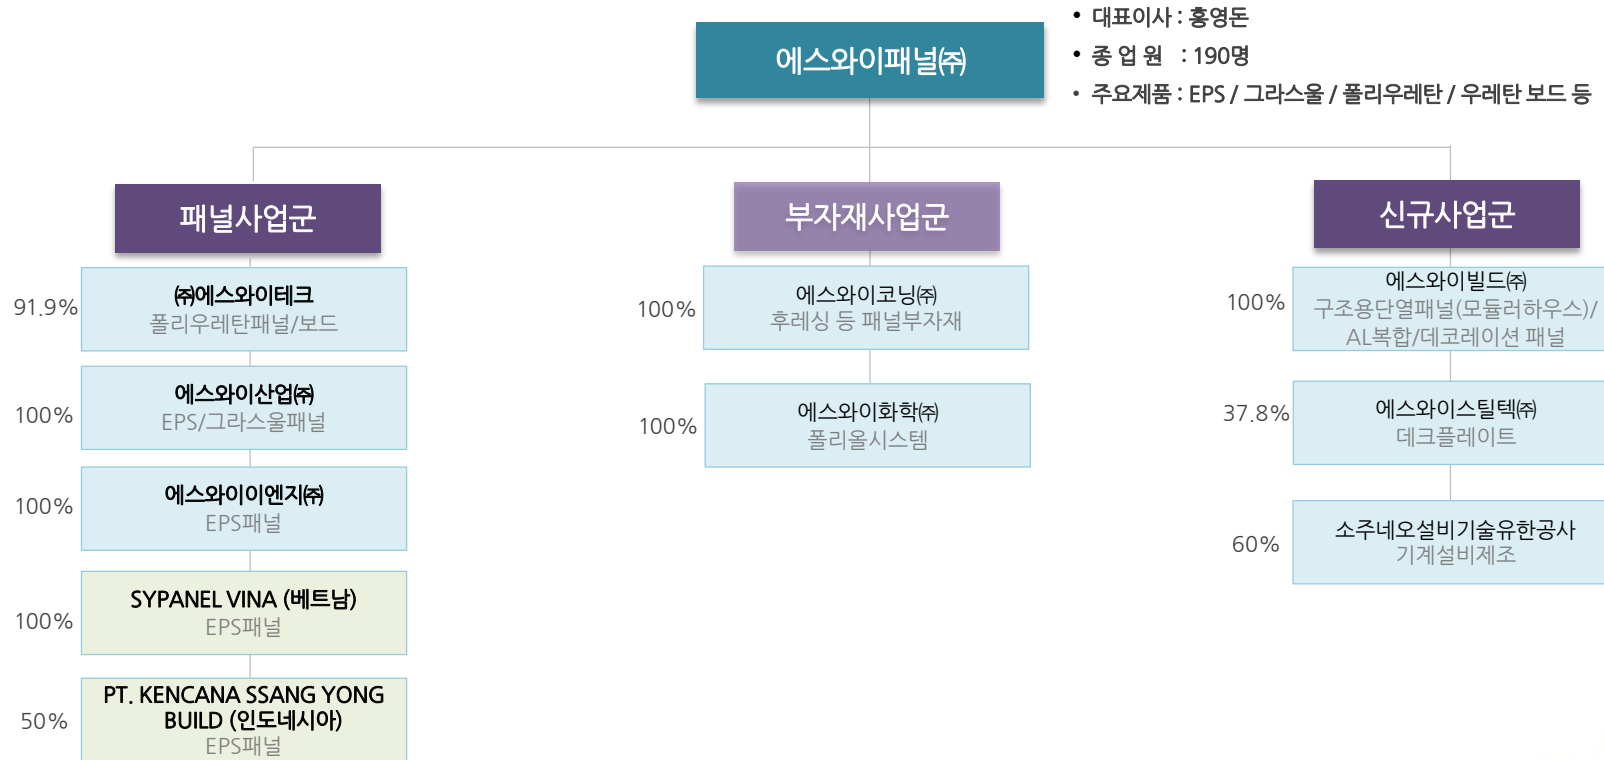 에스와이패널㈜
• 대표이사 : 홍영돈
• 종 업 원 : 190명
• 주요제품 : EPS / 그라스울 / 폴리우레탄 / 우레탄 보드 등
패널사업군
91.9%
㈜에스와이테크
폴리우레탄패널/보드
100%
에스와이산업㈜
EPS/그라스울패널
100%
에스와이이엔지㈜
EPS패널
100%
SYPANEL VINA (베트남)
EPS패널
50%
PT. KENCANA SSANG YONG
BUILD (인도네시아)
EPS패널
부자재사업군
100%
에스와이코닝㈜
후레싱 등 패널부자재
100%
에스와이화학㈜
폴리올시스템
신규사업군
100%
에스와이빌드㈜
구조용단열패널(모듈러하우스)/
AL복합/데코레이션 패널
37.8%
에스와이스틸텍㈜
데크플레이트
60%
소주네오설비기술유한공사
기계설비제조